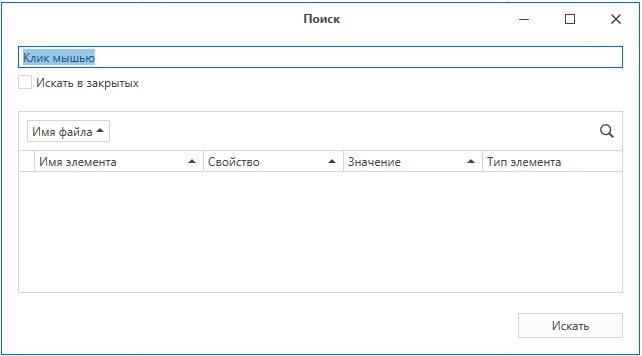 Поиск
Клик мышью
Искать в закрытых
Имя файла
Имя элемента Свойство Значение Тип элемента
Искать